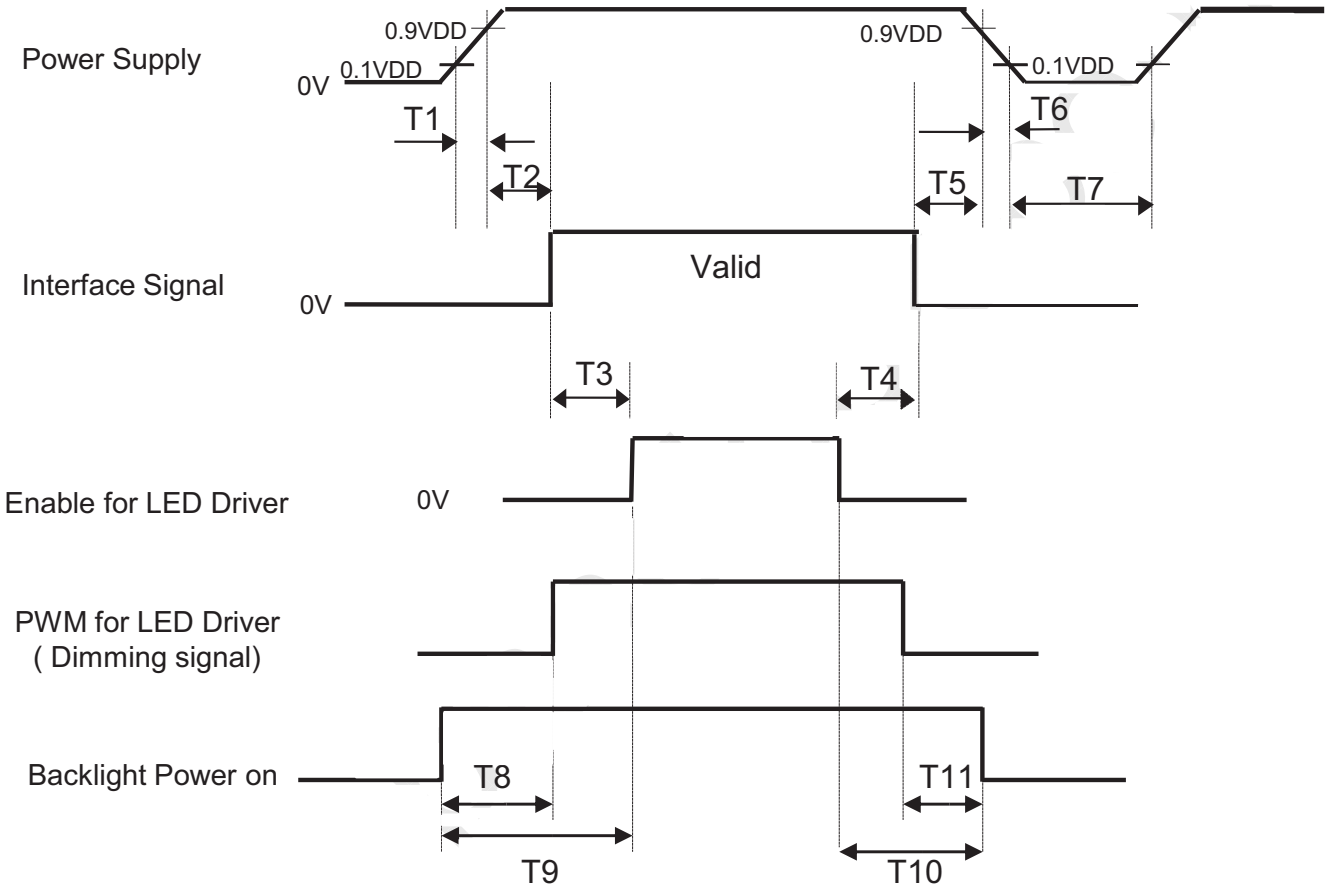 0.9VDD
0.9VDD
Power Supply
0.1VDD
0.1VDD
0V
T1
T6
T2
T5
T7
Valid
Interface Signal
0V
T3
T4
Enable for LED Driver
0V
PWM for LED Driver
( Dimming signal)
Backlight Power on
T8
T11
T9
T10